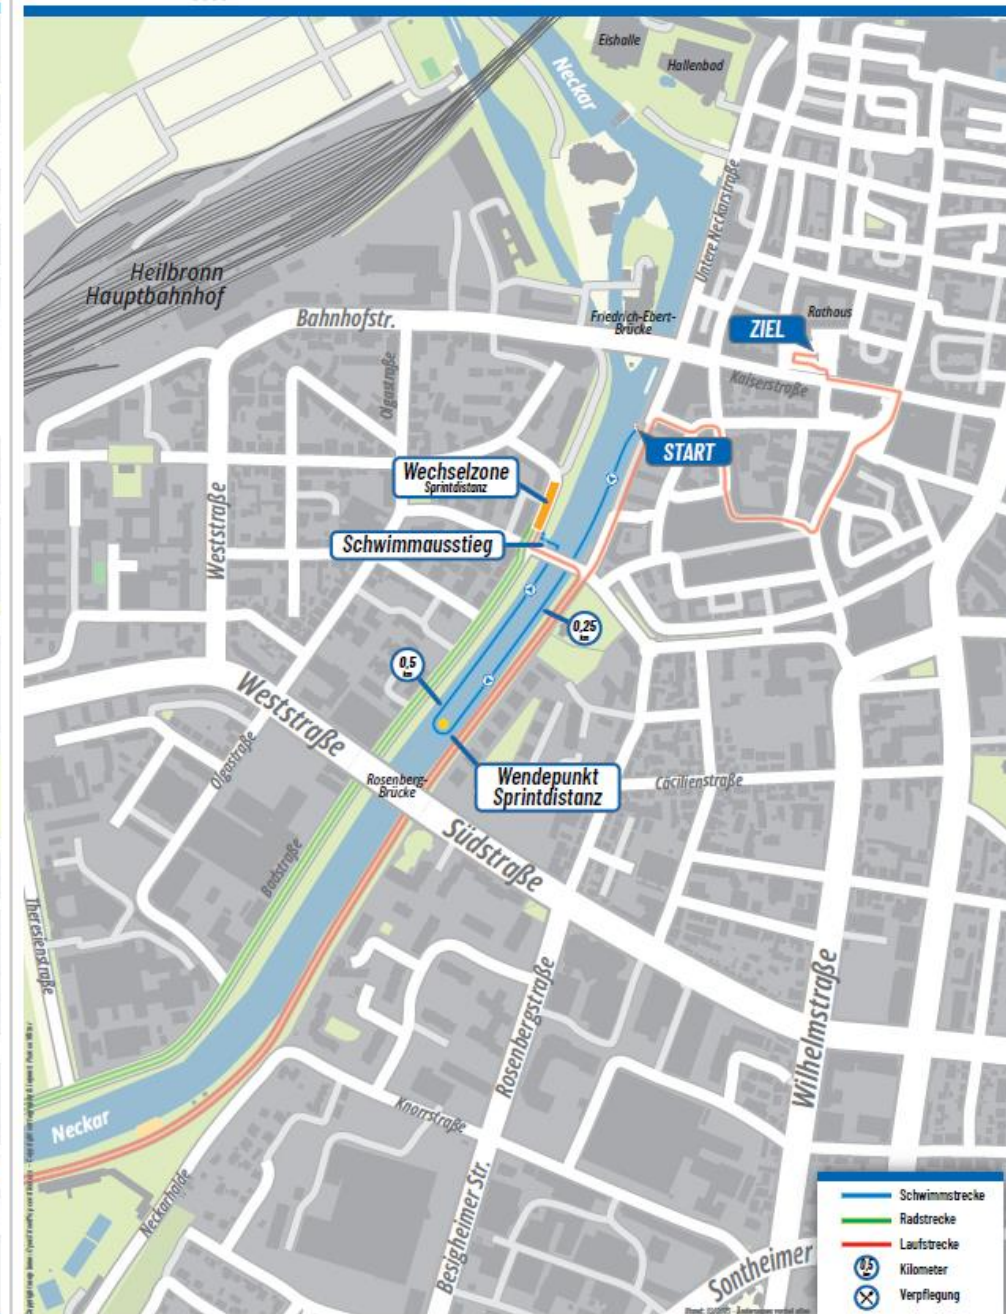 Eishalle
Hallenbad
Neckar
Untere Neckarstraße
Heilbronn
Hauptbahnhof
Bahnhofstr.
Friedrich-Ebert-
Brücke
Rathaus
ZIEL
Kaiserstraße
Olgastraße
START
Wechselzone
Sprintdistanz
Weststraße
Schwimmausstieg
0,25
km
0,5
km
Weststraße
Olgastraße
Rosenberg-
Brücke
Wendepunkt
Sprintdistanz
Cäcilienstraße
Südstraße
Badstraße
Theresienstraße
Rosenbergstraße
Wilhelmstraße
Neckar
Knorrstraße
Neckarhalde
Besigheimer Str.
Sontheimer
Schwimmstrecke
Radstrecke
Laufstrecke
0,5
Kilometer
Verpflegung